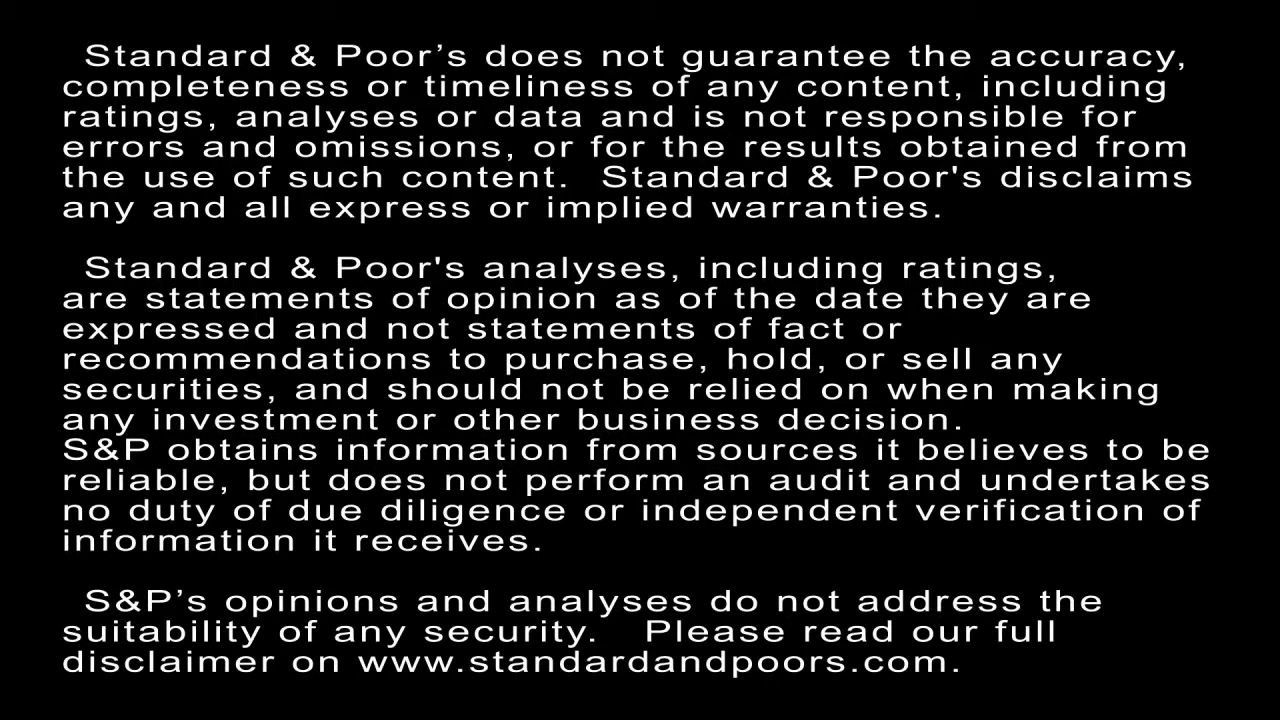 Standard & Poor’s does not guarantee the accuracy,
completeness or timeliness of any content, including
ratings, analyses or data and is not responsible for
errors and omissions, or for the results obtained from
the use of such content.  Standard & Poor's disclaims
any and all express or implied warranties.
Standard & Poor's analyses, including ratings,
are statements of opinion as of the date they are
expressed and not statements of fact or
recommendations to purchase, hold, or sell any
securities, and should not be relied on when making
any investment or other business decision.
S&P obtains information from sources it believes to be
reliable, but does not perform an audit and undertakes
no duty of due diligence or independent verification of
information it receives.
S&P’s opinions and analyses do not address the
suitability of any security.   Please read our full
disclaimer on www.standardandpoors.com.